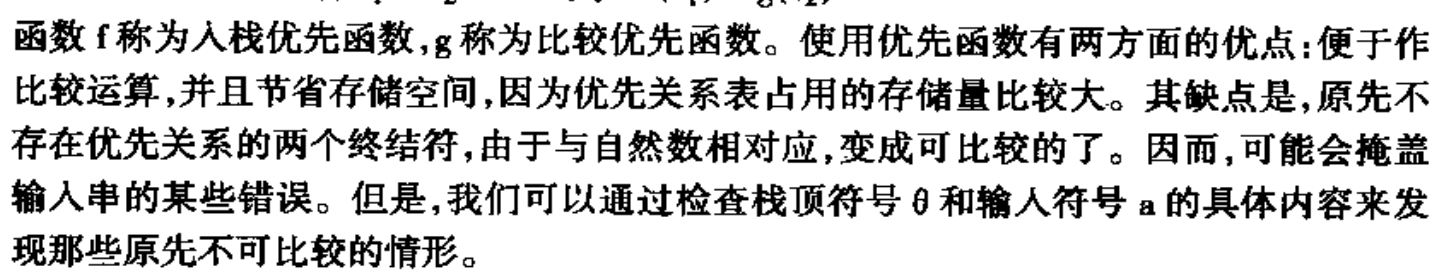 函数 f 称为入栈优先函数,g 称为比较优先函数。使用优先函数有两方面的优点:便于作
比较运算,并且节省存储空间,因为优先关系表占用的存储量比较大。其缺点是,原先不
存在优先关系的两个终结符,由于与自然数相对应,变成可比较的了。因而,可能会掩盖
输入串的某些错误。但是,我们可以通过检查栈顶符号 θ 和输入符号 a 的具体内容来发
现那些原先不可比较的情形。